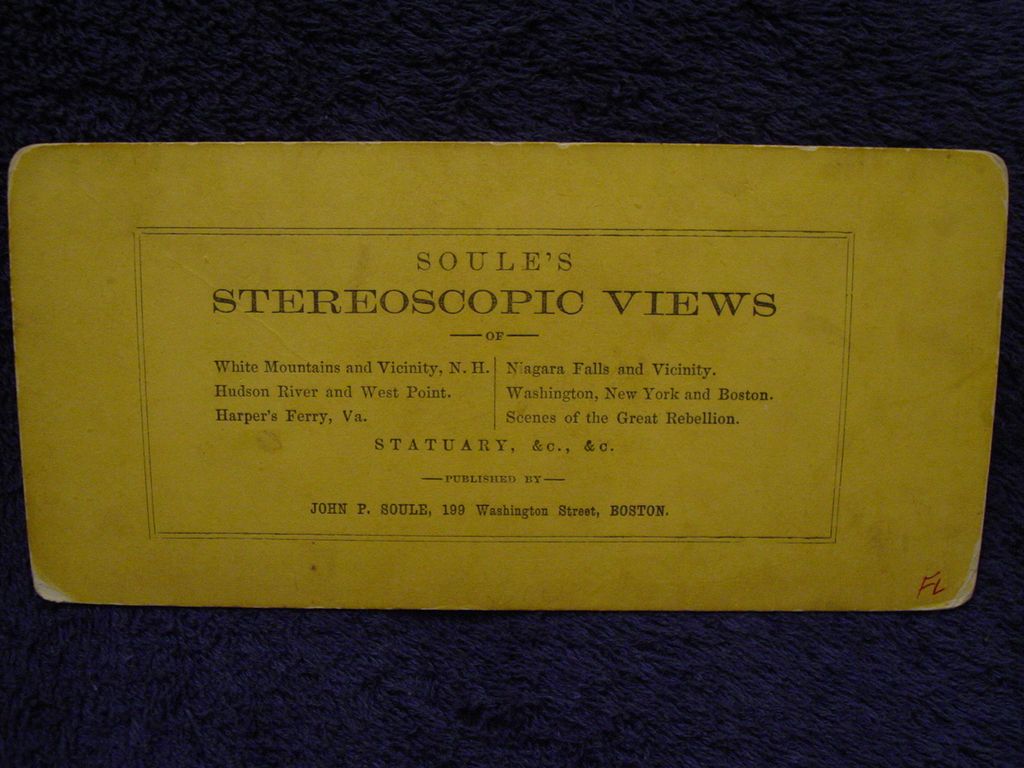 SOULE'S
STEREOSCOPIC VIEWS
—OF—
White Mountains and Vicinity, N. H.
Hudson River and West Point.
Harper's Ferry, Va.
Niagara Falls and Vicinity.
Washington, New York and Boston.
Scenes of the Great Rebellion.
STATUARY, &c., &c.
—PUBLISHED BY—
JOHN P. SOULE, 199 Washington Street, BOSTON.
FL